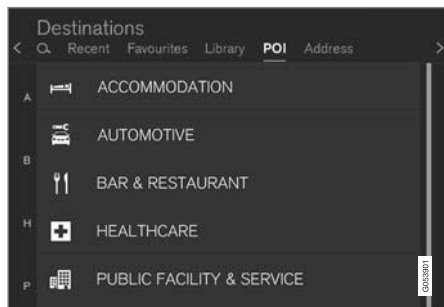 Destinations
< Recent Favourites Library POI Address >
A ACCOMMODATION
AUTOMOTIVE
B
BAR & RESTAURANT
H HEALTHCARE
P PUBLIC FACILITY & SERVICE
G053901